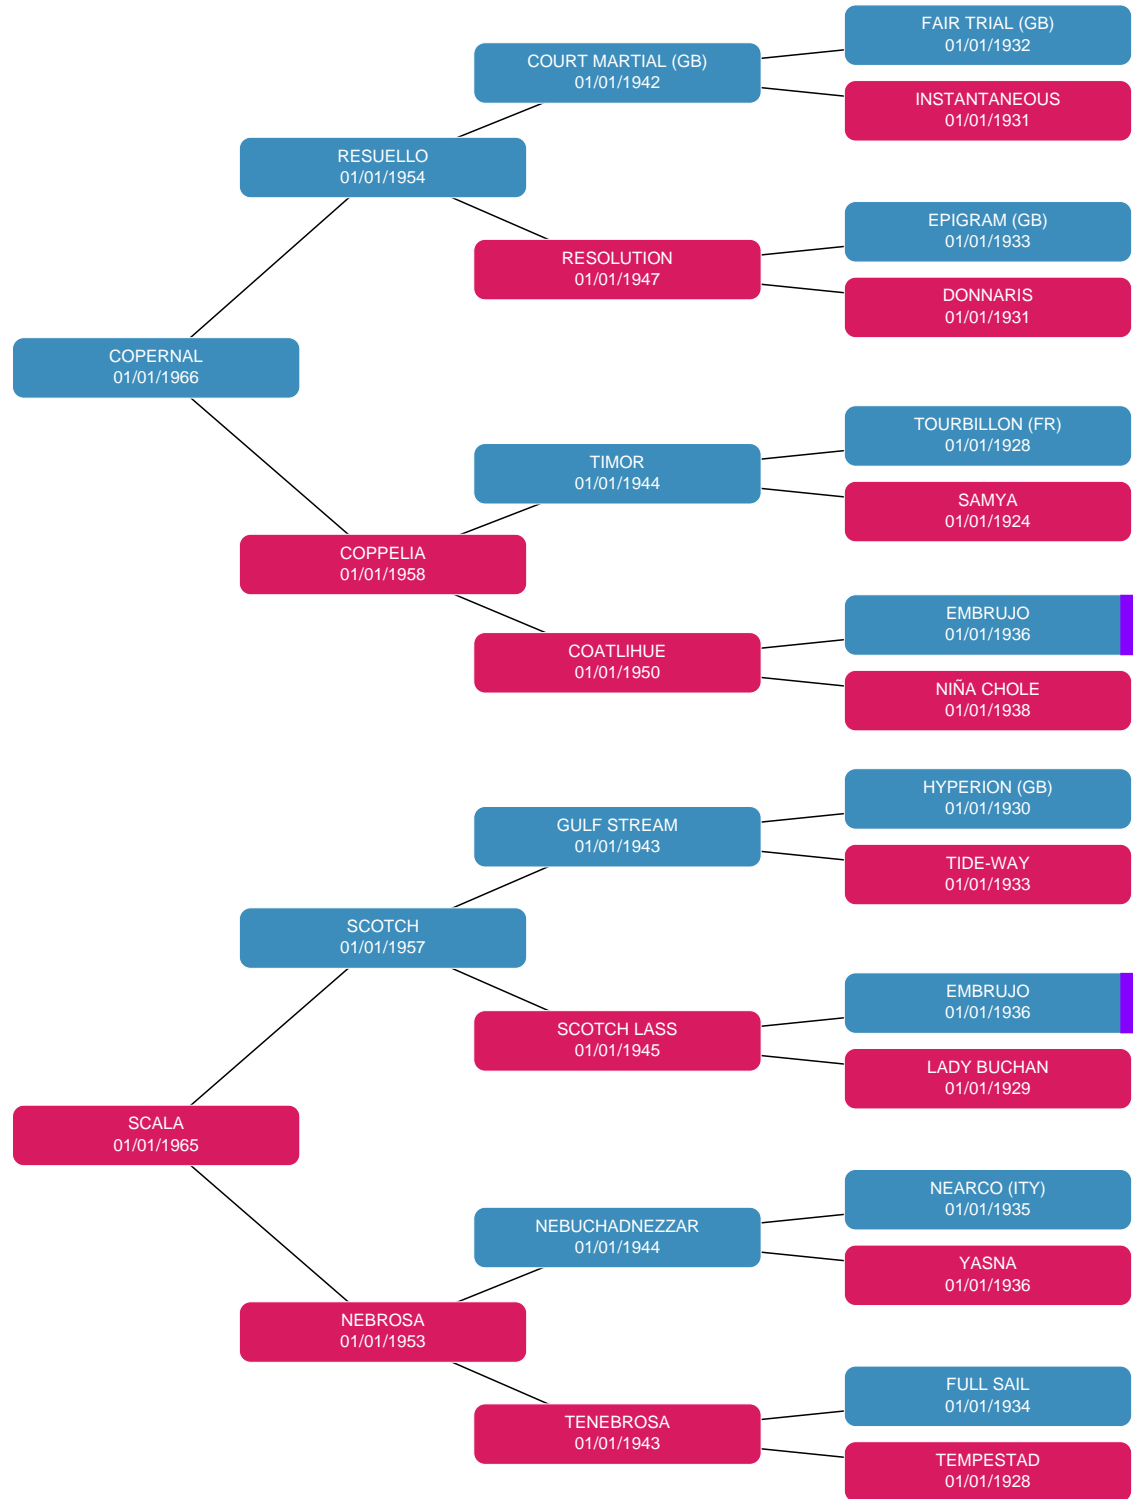 FAIR TRIAL (GB)
01/01/1932
COURT MARTIAL (GB)
01/01/1942
INSTANTANEOUS
01/01/1931
RESUELLO
01/01/1954
EPIGRAM (GB)
01/01/1933
RESOLUTION
01/01/1947
DONNARIS
01/01/1931
COPERNAL
01/01/1966
TOURBILLON (FR)
01/01/1928
TIMOR
01/01/1944
SAMYA
01/01/1924
COPPELIA
01/01/1958
EMBRUJO
01/01/1936
COATLIHUE
01/01/1950
NIÑA CHOLE
01/01/1938
HYPERION (GB)
01/01/1930
GULF STREAM
01/01/1943
TIDE-WAY
01/01/1933
SCOTCH
01/01/1957
EMBRUJO
01/01/1936
SCOTCH LASS
01/01/1945
LADY BUCHAN
01/01/1929
SCALA
01/01/1965
NEARCO (ITY)
01/01/1935
NEBUCHADNEZZAR
01/01/1944
YASNA
01/01/1936
NEBROSA
01/01/1953
FULL SAIL
01/01/1934
TENEBROSA
01/01/1943
TEMPESTAD
01/01/1928